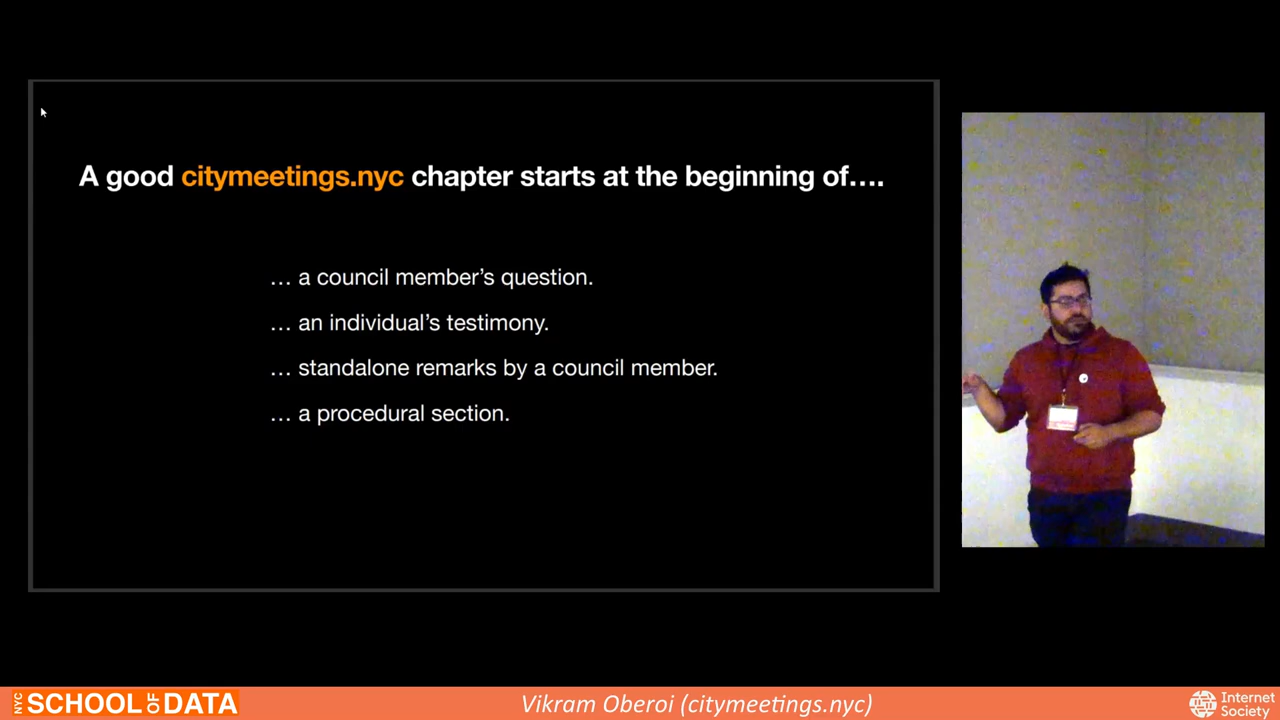 A good citymeetings.nyc chapter starts at the beginning of….
… a council member’s question.
… an individual’s testimony.
… standalone remarks by a council member.
… a procedural section.
NYC SCHOOL OF DATA
Vikram Oberoi (citymeetings.nyc)
Internet
Society